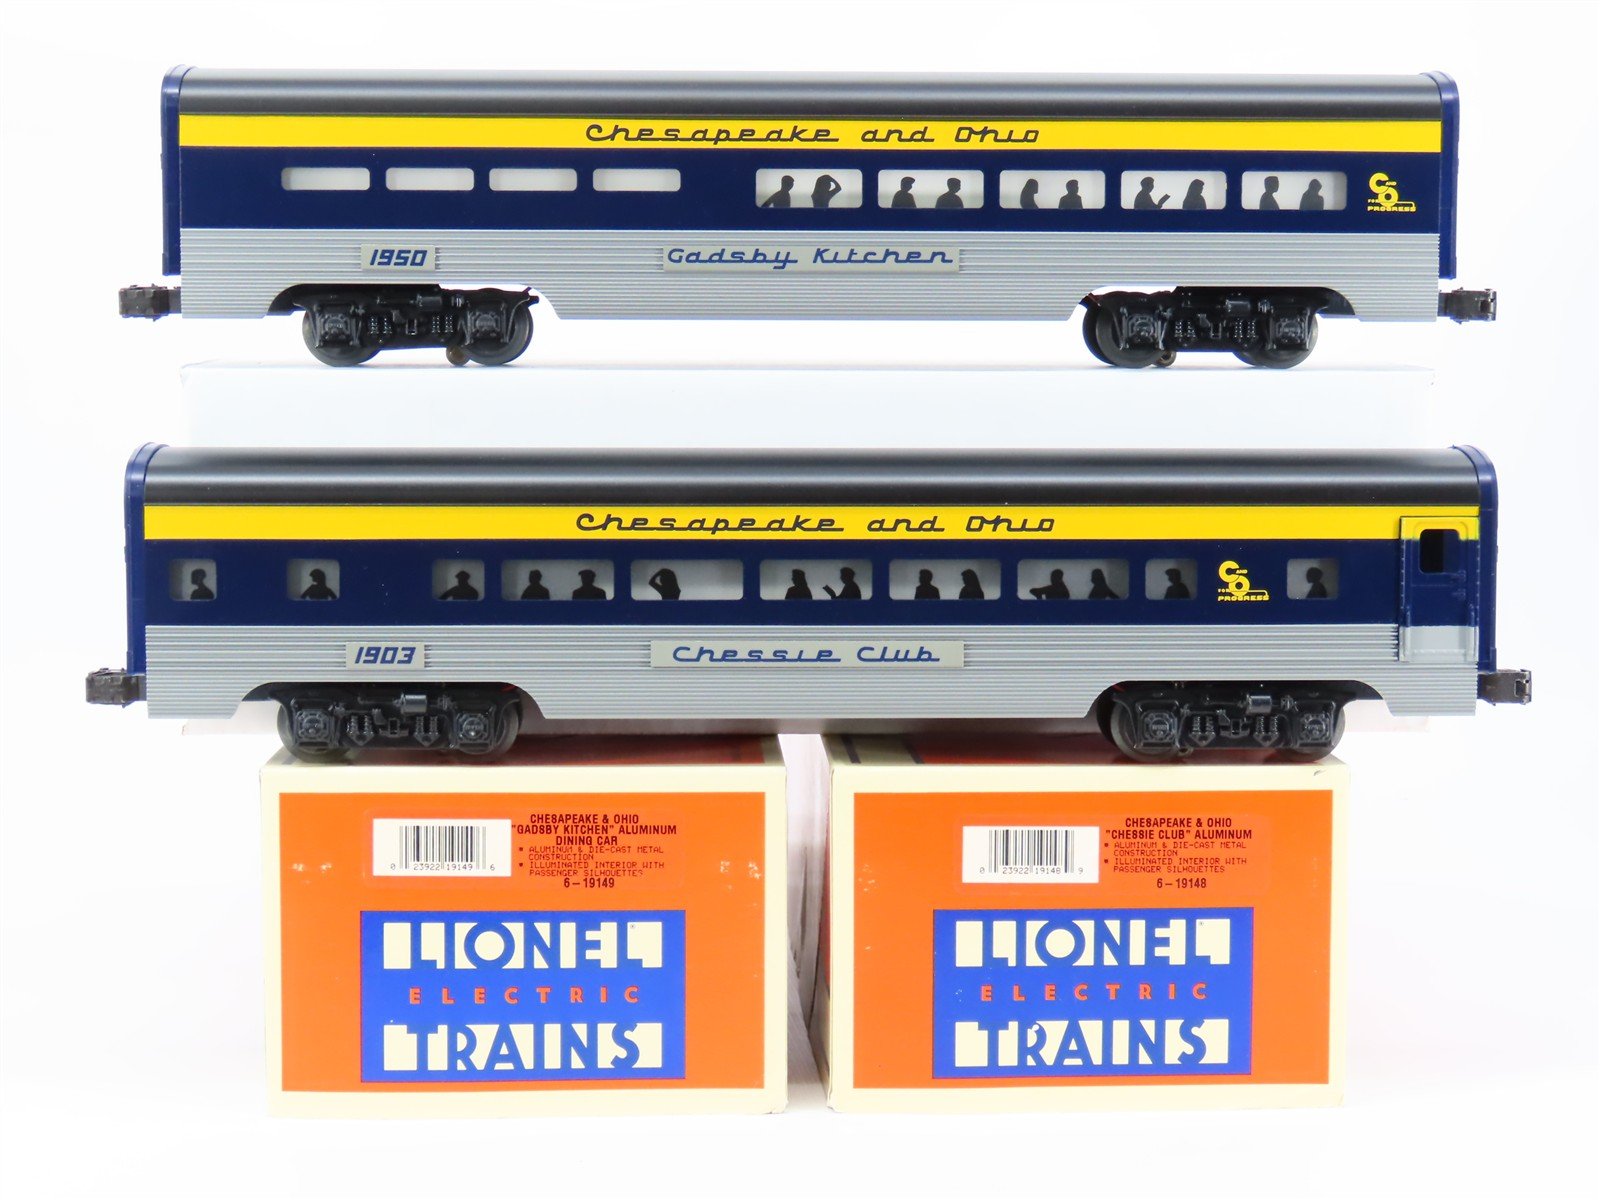 Chesapeake and Ohio
C AND O
FOR
PROGRESS
1950
Gadsby Kitchen
Chesapeake and Ohio
C AND O
FOR
PROGRESS
1903
Chessie Club
CHESAPEAKE & OHIO
"GADSBY KITCHEN" ALUMINUM
DINING CAR
• ALUMINUM & DIE-CAST METAL
CONSTRUCTION
• ILLUMINATED INTERIOR WITH
PASSENGER SILHOUETTES
6-19149
0 23922 19149 6
LIONEL®
ELECTRIC
TRAINS
CHESAPEAKE & OHIO
"CHESSIE CLUB" ALUMINUM
• ALUMINUM & DIE-CAST METAL
CONSTRUCTION
• ILLUMINATED INTERIOR WITH
PASSENGER SILHOUETTES
6-19148
0 23922 19148 9
LIONEL®
ELECTRIC
TRAINS